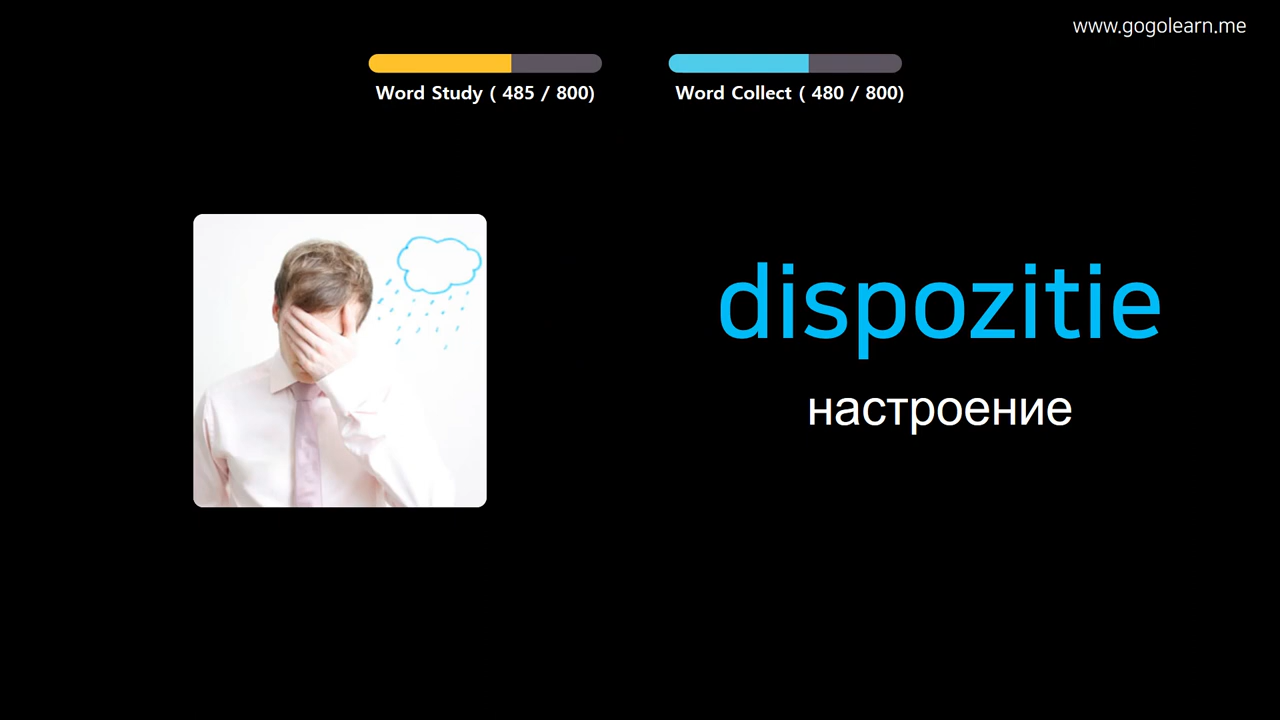 www.gogolearn.me
Word Study ( 485 / 800)
Word Collect ( 480 / 800)
dispozitie
настроение